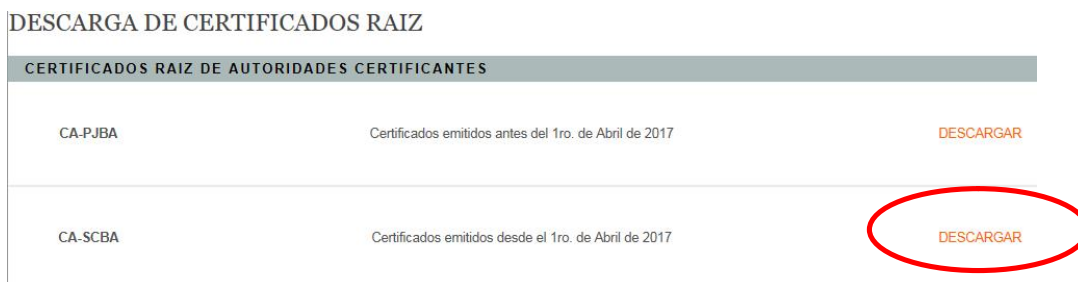 DESCARGA DE CERTIFICADOS RAIZ
CERTIFICADOS RAIZ DE AUTORIDADES CERTIFICANTES
CA-PJBA Certificados emitidos antes del 1ro. de Abril de 2017 DESCARGAR
CA-SCBA Certificados emitidos desde el 1ro. de Abril de 2017 DESCARGAR